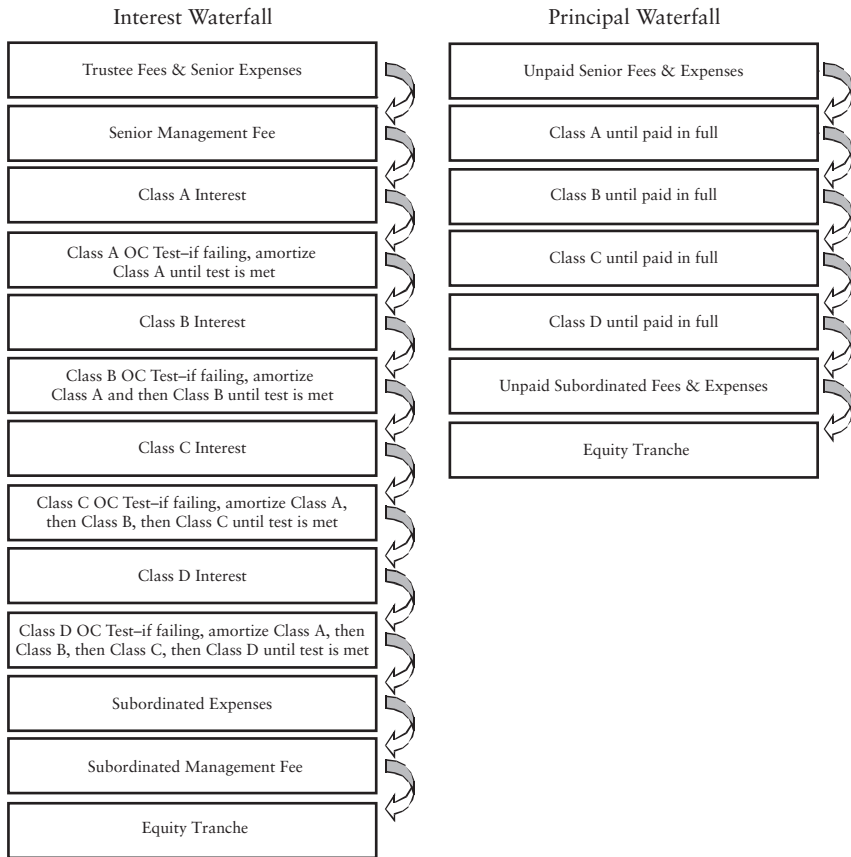 Interest Waterfall
Trustee Fees & Senior Expenses
Senior Management Fee
Class A Interest
Class A OC Test–if failing, amortize
Class A until test is met
Class B Interest
Class B OC Test–if failing, amortize
Class A and then Class B until test is met
Class C Interest
Class C OC Test–if failing, amortize Class A,
then Class B, then Class C until test is met
Class D Interest
Class D OC Test–if failing, amortize Class A, then
Class B, then Class C, then Class D until test is met
Subordinated Expenses
Subordinated Management Fee
Equity Tranche
Principal Waterfall
Unpaid Senior Fees & Expenses
Class A until paid in full
Class B until paid in full
Class C until paid in full
Class D until paid in full
Unpaid Subordinated Fees & Expenses
Equity Tranche